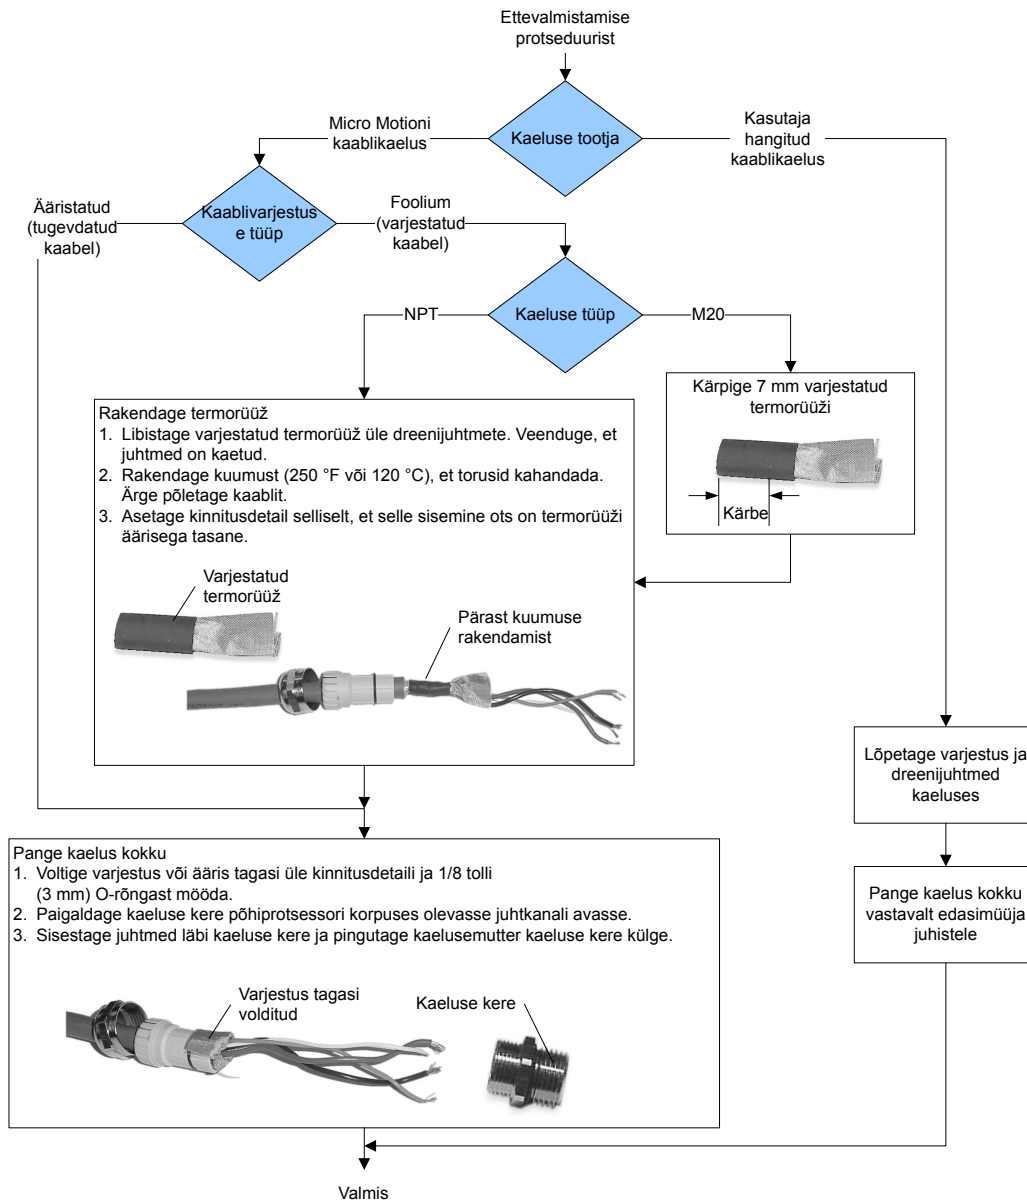 Ettevalmistamise
protseduurist
Kaeluse tootja
Micro Motioni
kaablikaelus
Kasutaja
hangitud
kaablikaelus
Kaablivarjestus
e tüüp
Ääristatud
(tugevdatud
kaabel)
Foolium
(varjestatud
kaabel)
Kaeluse tüüp
NPT
M20
Kärpige 7 mm varjestatud
termorüüži
Kärbe
Rakendage termorüüž
1. Libistage varjestatud termorüüž üle dreenijuhtmete. Veenduge, et
juhtmed on kaetud.
2. Rakendage kuumust (250 °F või 120 °C), et torusid kahandada.
Ärge põletage kaablit.
3. Asetage kinnitusdetail selliselt, et selle sisemine ots on termorüüži
äärisega tasane.
Varjestatud
termorüüž
Pärast kuumuse
rakendamist
Lõpetage varjestus ja
dreenijuhtmed
kaeluses
Pange kaelus kokku
vastavalt edasimüüja
juhistele
Pange kaelus kokku
1. Voltige varjestus või ääris tagasi üle kinnitusdetaili ja 1/8 tolli
(3 mm) O-rõngast mööda.
2. Paigaldage kaeluse kere põhiprotsessori korpuses olevasse juhtkanali avasse.
3. Sisestage juhtmed läbi kaeluse kere ja pingutage kaelusemutter kaeluse kere külge.
Varjestus tagasi
volditud
Kaeluse kere
Valmis